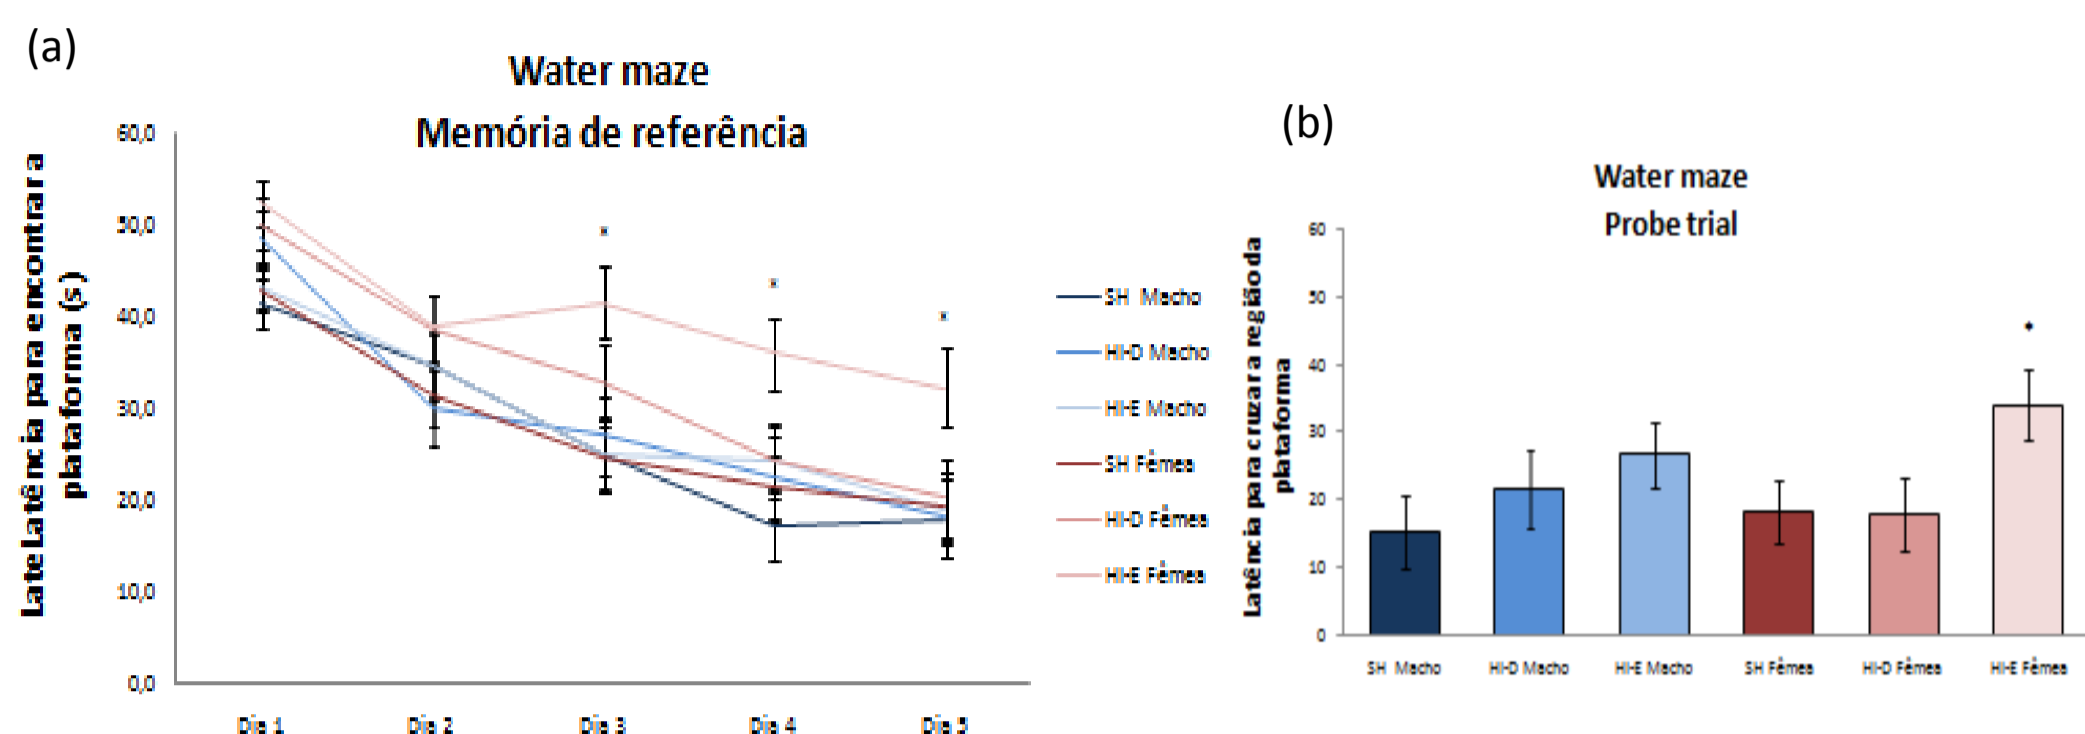 (a)
Water maze
Memória de referência
Late Latência para encontrar a
plataforma (s)
60,0
50,0
40,0
30,0
20,0
10,0
0,0
Dia 1
Dia 2
Dia 3
Dia 4
Dia 5
*
*
*
SH Macho
HI-D Macho
HI-E Macho
SH Fêmea
HI-D Fêmea
HI-E Fêmea
(b)
Water maze
Probe trial
Latência para cruzar a região da
plataforma
60
50
40
30
20
10
0
*
SH Macho
HI-D Macho
HI-E Macho
SH Fêmea
HI-D Fêmea
HI-E Fêmea